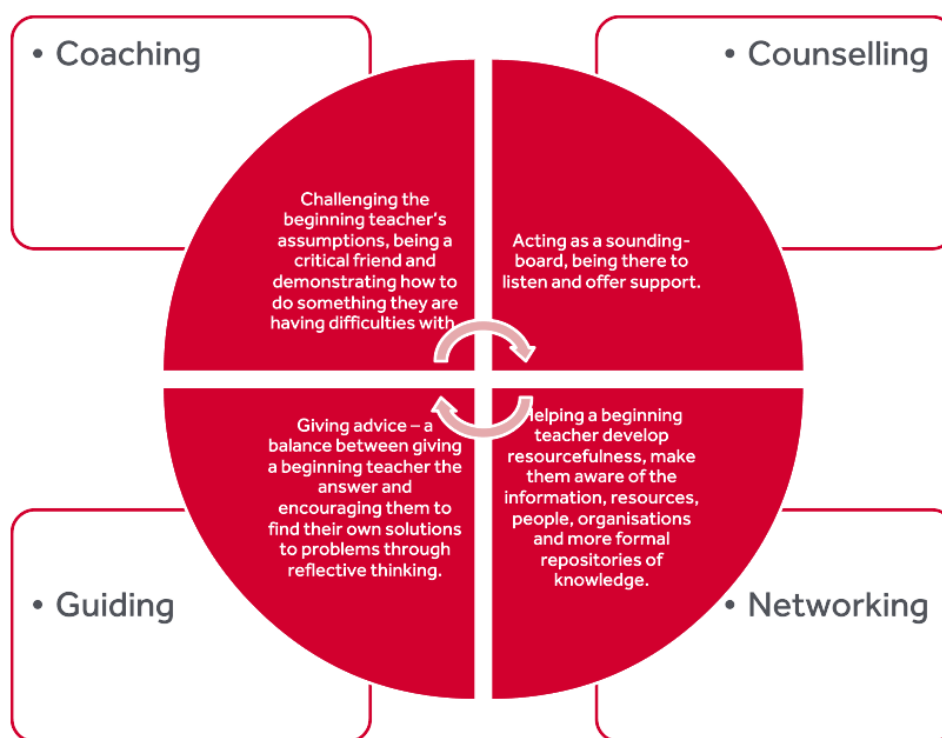 • Coaching
Challenging the
beginning teacher's
assumptions, being a
critical friend and
demonstrating how to
do something they are
having difficulties with.
• Counselling
Acting as a sounding-
board, being there to
listen and offer support.
• Guiding
Giving advice – a
balance between giving
a beginning teacher the
answer and
encouraging them to
find their own solutions
to problems through
reflective thinking.
• Networking
Helping a beginning
teacher develop
resourcefulness, make
them aware of the
information, resources,
people, organisations
and more formal
repositories of
knowledge.